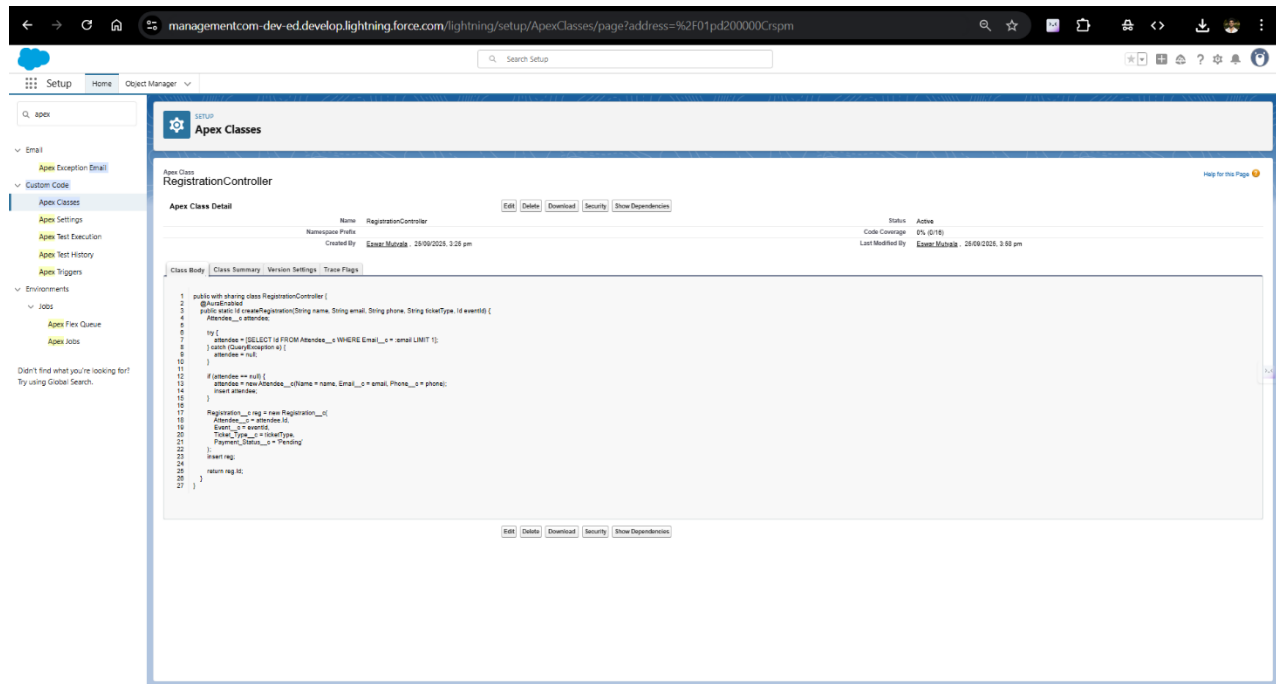 managementcom-dev-ed.develop.lightning.force.com/lightning/setup/ApexClasses/page?address=%2F01pd200000Crspm
Search Setup
Setup
Home
Object Manager
apex
Email
Apex Exception Email
Custom Code
Apex Classes
Apex Settings
Apex Test Execution
Apex Test History
Apex Triggers
Environments
Jobs
Apex Flex Queue
Apex Jobs
Didn't find what you're looking for?
Try using Global Search.
SETUP
Apex Classes
Apex Class
RegistrationController
Help for this Page
Apex Class Detail
Edit Delete Download Security Show Dependencies
Name RegistrationController Status Active
Namespace Prefix Code Coverage 0% (0/16)
Created By Eswar Mutyala, 25/09/2025, 3:26 pm Last Modified By Eswar Mutyala,
Class Body Class Summary Version Settings Trace Flags
1 public with sharing class RegistrationController {
2 @AuraEnabled
3 public static Id createRegistration(String name, String email, String phone, String ticketType, Id eventId) {
4 Attendee__c attendee;
5
6 try {
7 attendee = [SELECT Id FROM Attendee__c WHERE Email__c = :email LIMIT 1];
8 } catch (QueryException e) {
9 attendee = null;
10 }
11
12 if (attendee == null) {
13 attendee = new Attendee__c(Name = name, Email__c = email, Phone__c = phone);
14 insert attendee;
15 }
16
17 Registration__c reg = new Registration__c(
18 Attendee__c = attendee.Id,
19 Event__c = eventId,
20 Ticket_Type__c = ticketType,
21 Payment_Status__c = 'Pending'
22 );
23 insert reg;
24
25 return reg.Id;
26 }
27 }
Edit Delete Download Security Show Dependencies